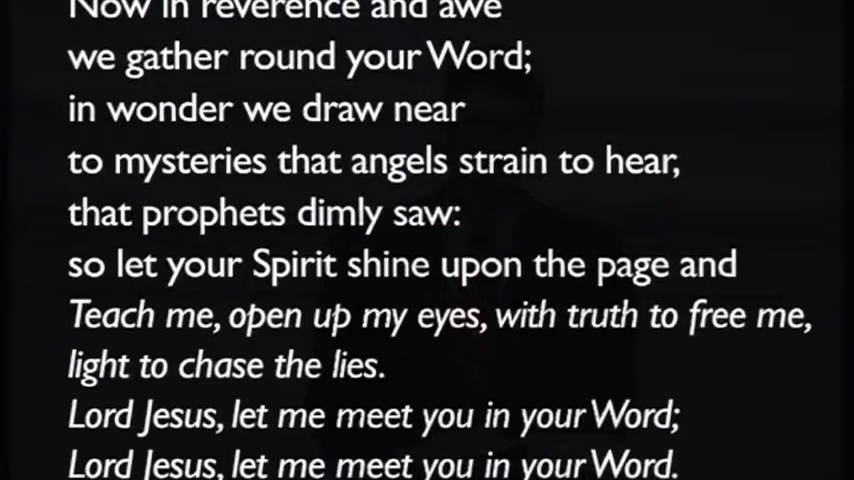 Now in reverence and awe
we gather round your Word;
in wonder we draw near
to mysteries that angels strain to hear,
that prophets dimly saw:
so let your Spirit shine upon the page and
Teach me, open up my eyes, with truth to free me,
light to chase the lies.
Lord Jesus, let me meet you in your Word;
Lord Jesus, let me meet you in your Word.